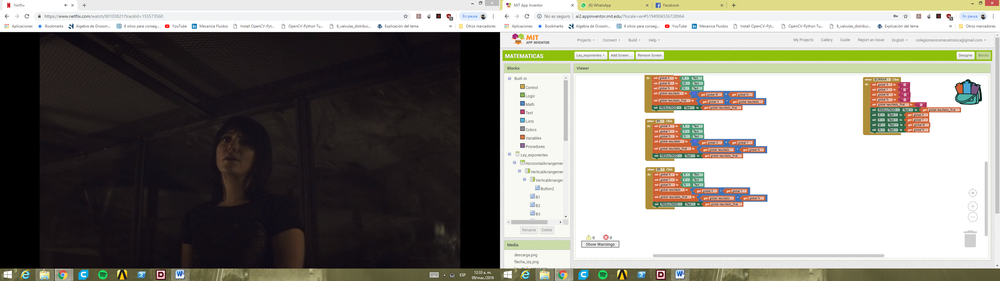 Netflix
https://www.netflix.com/watch/80103821?trackId=155573560
En pausa
Aplicaciones
Bookmarks
Algebra de Grossm...
6 sitios para conseg...
YouTube
Mecanica Fluidos
Install OpenCV-Pyt...
OpenCV-Python Tu...
8_valvulas_distribui...
Explicación del tema
»
Otros marcadores
12:33 a. m.
ESP
09/mar./2019
MIT App Inventor
(6) WhatsApp
Facebook
No es seguro | ai2.appinventor.mit.edu/?locale=en#5194904336728064
En pausa
Aplicaciones
Bookmarks
Algebra de Grossm...
6 sitios para conseg...
YouTube
Mecanica Fluidos
Install OpenCV-Pyt...
OpenCV-Python Tu...
8_valvulas_distribui...
Explicación del tema
»
Otros marcadores
MIT
APP INVENTOR
Projects
Connect
Build
Help
My Projects
Gallery
Guide
Report an Issue
English
colegiomexicomecatronica@gmail.com
MATEMATICAS
Ley_exponentes
Add Screen ...
Remove Screen
Designer
Blocks
Blocks
Built-in
Control
Logic
Math
Text
Lists
Colors
Variables
Procedures
Ley_exponentes
HorizontalArrangemen
VerticalArrangemer
VerticalArranger
Button2
B1
B2
B3
Rename
Delete
Media
descarga.png
flecha_izq.png
Viewer
do set global X to X . Text
set global M to M . Text
set global N to N . Text
set global resultado to get global M x get global N
set global resultado_final to get global X ^ get global resultado
set RESULTADO . Text to get global resultado_final
when B5 .Click
do set global X to X . Text
set global Y to Y . Text
set global N to N . Text
set global resultado to get global X x get global Y
set global resultado_final to get global resultado ^ get global N
set RESULTADO . Text to get global resultado_final
when B6 .Click
do set global X to X . Text
set global Y to Y . Text
set global N to N . Text
set global resultado to get global X / get global Y
set global resultado_final to get global resultado ^ get global N
set RESULTADO . Text to get global resultado_final
when BORRAR .Click
do set global X to " "
set global Y to " "
set global M to " "
set global N to " "
set global resultado_final to " "
set RESULTADO . Text to get global resultado_final
set X . Text to get global X
set Y . Text to get global Y
set M . Text to get global M
set N . Text to get global N
0
0
Show Warnings